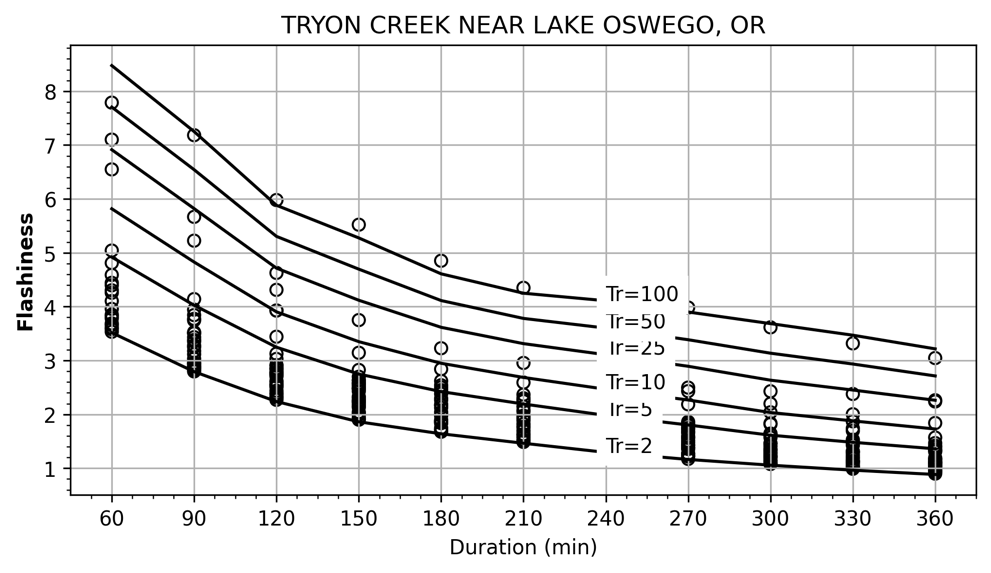 TRYON CREEK NEAR LAKE OSWEGO, OR
Flashiness
8
7
6
5
4
3
2
1
Tr=100
Tr=50
Tr=25
Tr=10
Tr=5
Tr=2
60 90 120 150 180 210 240 270 300 330 360
Duration (min)